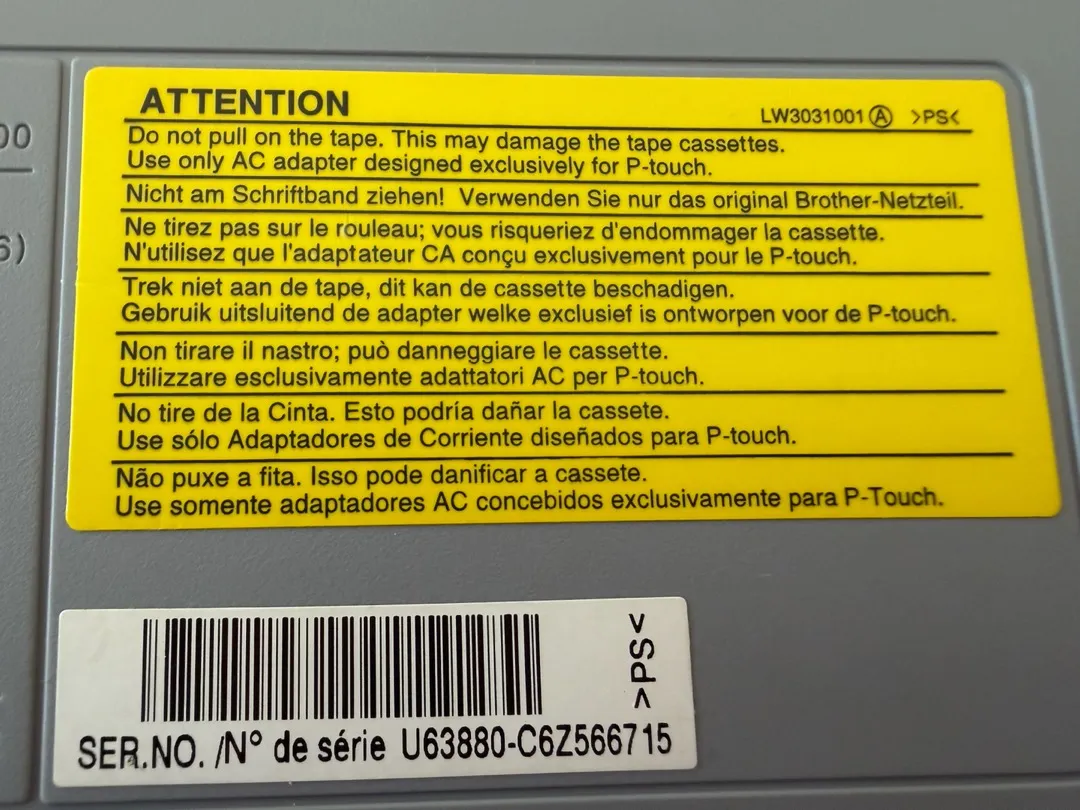 ATTENTION
LW3031001 Ⓐ >PS<
Do not pull on the tape. This may damage the tape cassettes.
Use only AC adapter designed exclusively for P-touch.
Nicht am Schriftband ziehen! Verwenden Sie nur das original Brother-Netzteil.
Ne tirez pas sur le rouleau; vous risqueriez d'endommager la cassette.
N'utilisez que l'adaptateur CA conçu exclusivement pour le P-touch.
Trek niet aan de tape, dit kan de cassette beschadigen.
Gebruik uitsluitend de adapter welke exclusief is ontworpen voor de P-touch.
Non tirare il nastro; può danneggiare le cassette.
Utilizzare esclusivamente adattatori AC per P-touch.
No tire de la Cinta. Esto podría dañar la cassete.
Use sólo Adaptadores de Corriente diseñados para P-touch.
Não puxe a fita. Isso pode danificar a cassete.
Use somente adaptadores AC concebidos exclusivamente para P-Touch.
>PS<
SER.NO. /N° de série U63880-C6Z566715